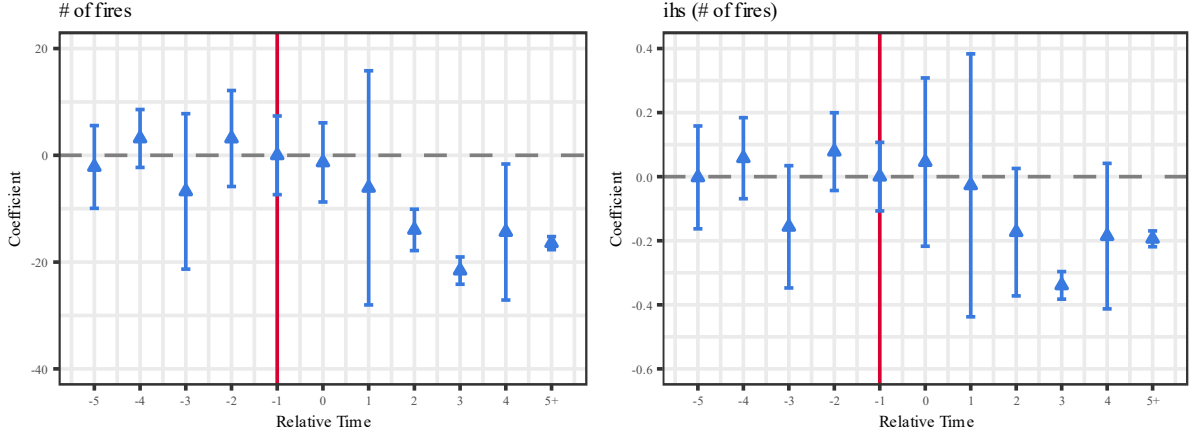 # of fires
20
0
-20
-40
Coefficient
-5 -4 -3 -2 -1 0 1 2 3 4 5+
Relative Time
ihs (# of fires)
0.4
0.2
0.0
-0.2
-0.4
-0.6
Coefficient
-5 -4 -3 -2 -1 0 1 2 3 4 5+
Relative Time